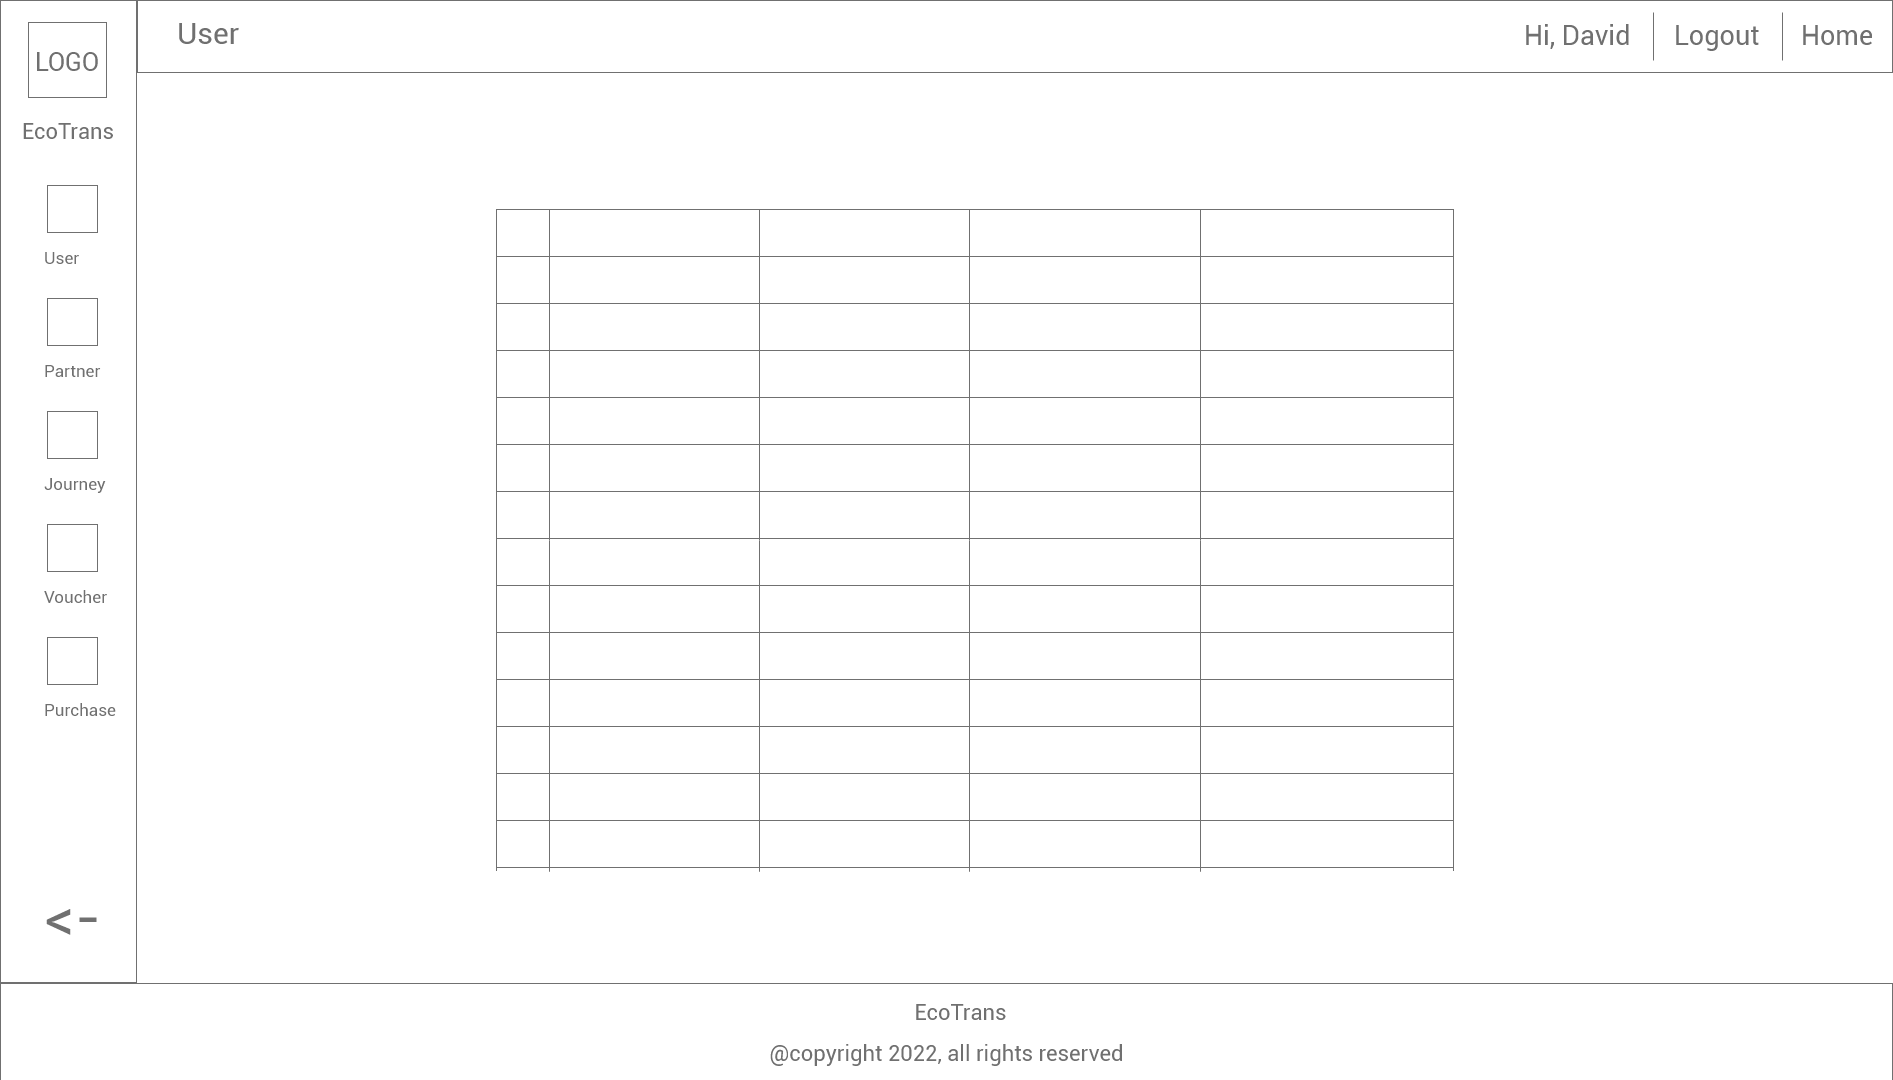 LOGO
EcoTrans
User
Partner
Journey
Voucher
Purchase
<-
User
Hi, David
Logout
Home
EcoTrans
@copyright 2022, all rights reserved